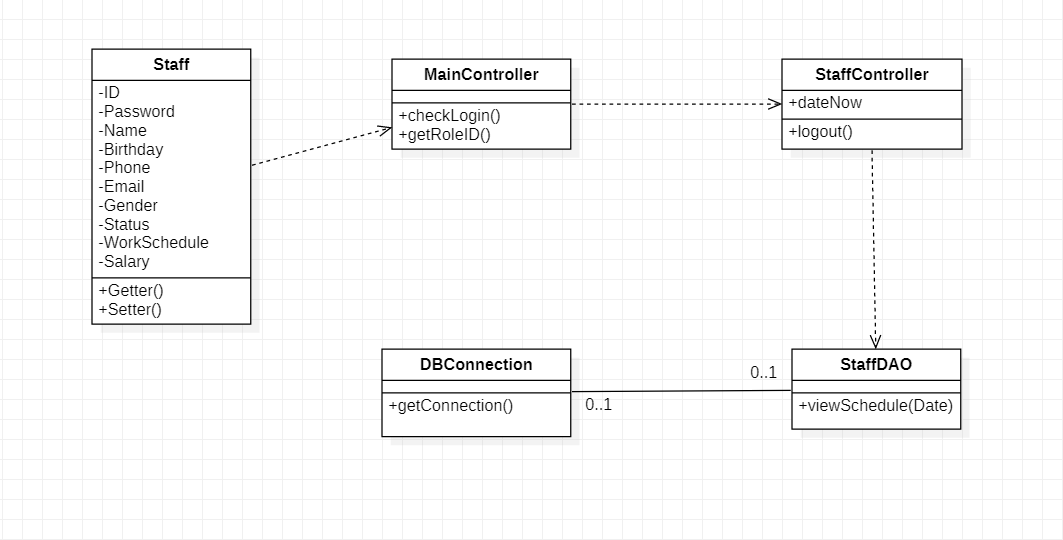 Staff
-ID
-Password
-Name
-Birthday
-Phone
-Email
-Gender
-Status
-WorkSchedule
-Salary
+Getter()
+Setter()
MainController
+checkLogin()
+getRoleID()
StaffController
+dateNow
+logout()
DBConnection
+getConnection()
0..1
0..1
StaffDAO
+viewSchedule(Date)